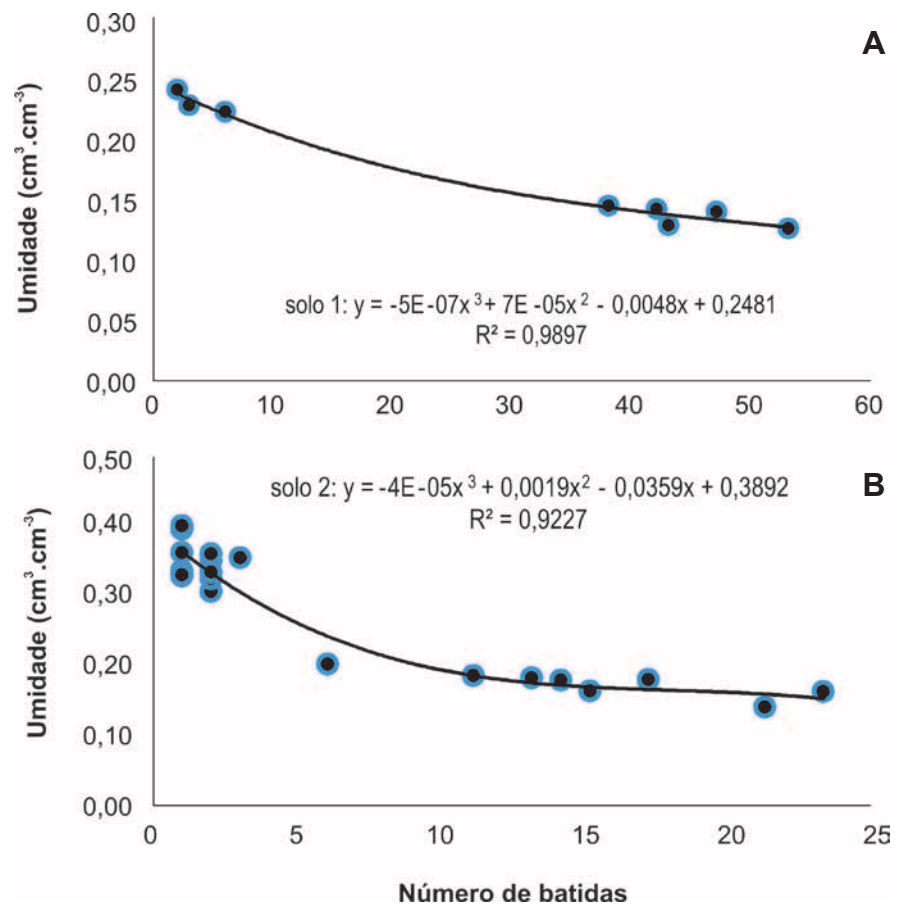 0,30
A
0,25
0,20
0,15
0,10
0,05
0,00
Umidade (cm³.cm⁻³)
solo 1: y = -5E-07x³ + 7E-05x² - 0,0048x + 0,2481
R² = 0,9897
0 10 20 30 40 50 60
0,50
B
0,40
0,30
0,20
0,10
0,00
Umidade (cm³.cm⁻³)
solo 2: y = -4E-05x³ + 0,0019x² - 0,0359x + 0,3892
R² = 0,9227
0 5 10 15 20 25
Número de batidas